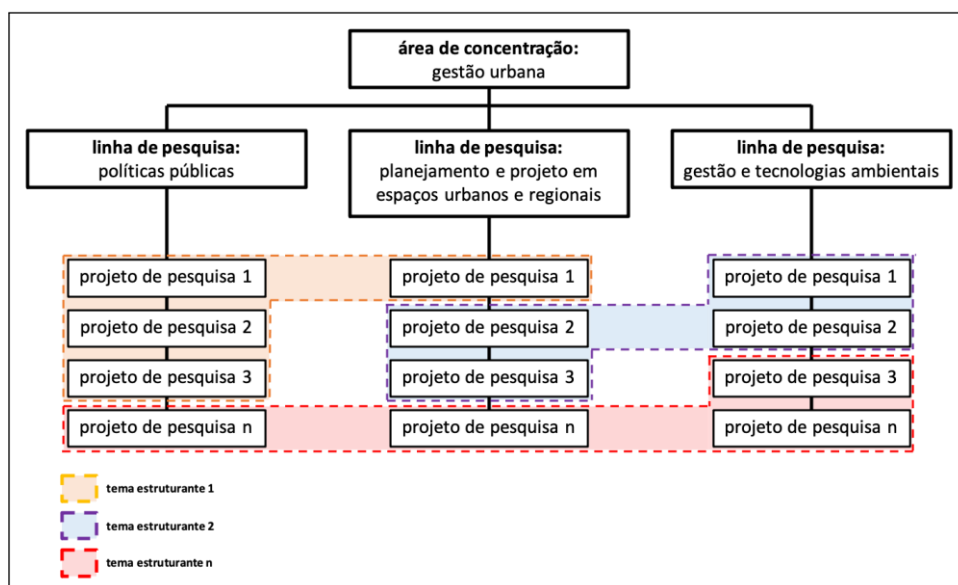 área de concentração:
gestão urbana
linha de pesquisa:
políticas públicas
linha de pesquisa:
planejamento e projeto em
espaços urbanos e regionais
linha de pesquisa:
gestão e tecnologias ambientais
projeto de pesquisa 1
projeto de pesquisa 1
projeto de pesquisa 1
projeto de pesquisa 2
projeto de pesquisa 2
projeto de pesquisa 2
projeto de pesquisa 3
projeto de pesquisa 3
projeto de pesquisa 3
projeto de pesquisa n
projeto de pesquisa n
projeto de pesquisa n
tema estruturante 1
tema estruturante 2
tema estruturante n